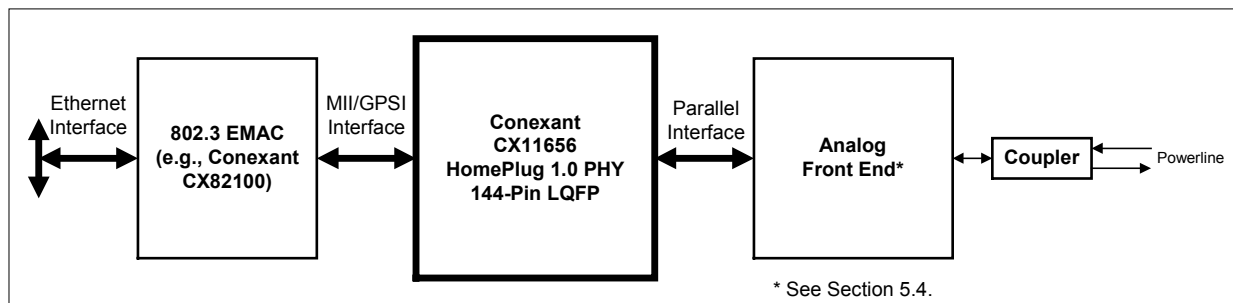 Ethernet
Interface
802.3 EMAC
(e.g., Conexant
CX82100)
MII/GPSI
Interface
Conexant
CX11656
HomePlug 1.0 PHY
144-Pin LQFP
Parallel
Interface
Analog
Front End*
Coupler
Powerline
* See Section 5.4.